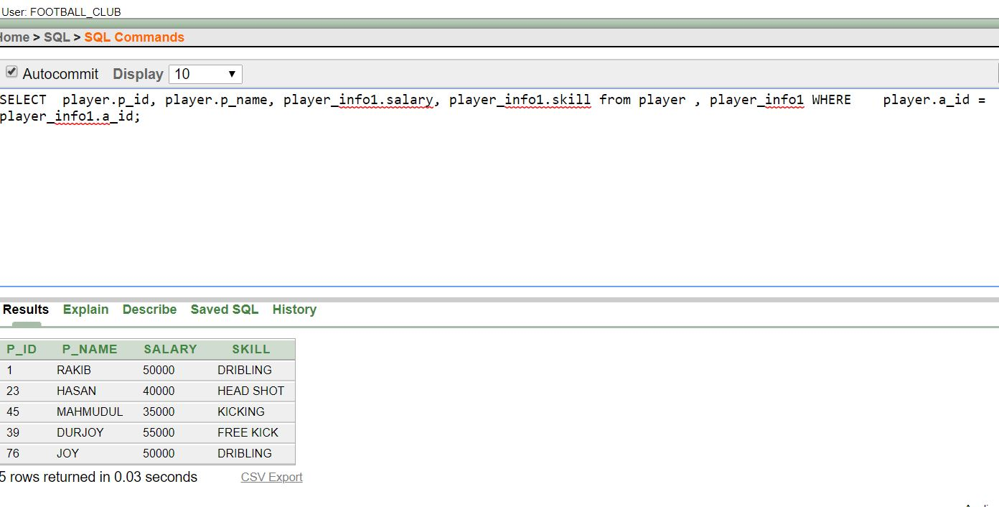 User: FOOTBALL_CLUB
Home > SQL > SQL Commands
Autocommit Display 10
SELECT  player.p_id, player.p_name, player_info1.salary, player_info1.skill from player , player_info1 WHERE    player.a_id =
player_info1.a_id;
Results Explain Describe Saved SQL History
P_ID P_NAME SALARY SKILL
1 RAKIB 50000 DRIBLING
23 HASAN 40000 HEAD SHOT
45 MAHMUDUL 35000 KICKING
39 DURJOY 55000 FREE KICK
76 JOY 50000 DRIBLING
5 rows returned in 0.03 seconds CSV Export